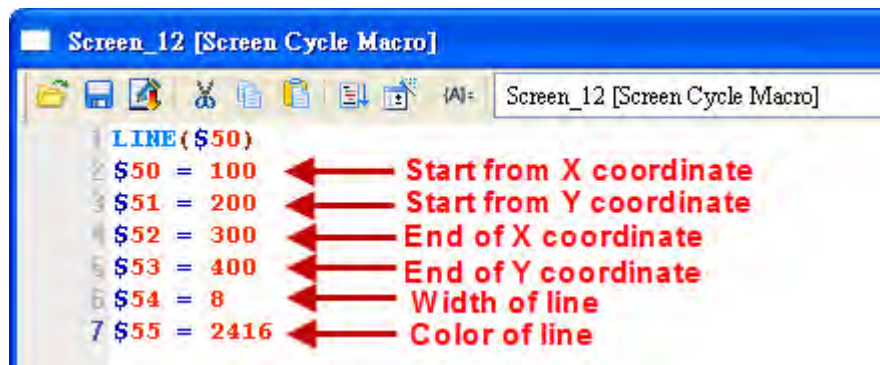 Screen_12 [Screen Cycle Macro]
{A}= Screen_12 [Screen Cycle Macro]
1 LINE($50)
2 $50 = 100 Start from X coordinate
3 $51 = 200 Start from Y coordinate
4 $52 = 300 End of X coordinate
5 $53 = 400 End of Y coordinate
6 $54 = 8 Width of line
7 $55 = 2416 Color of line